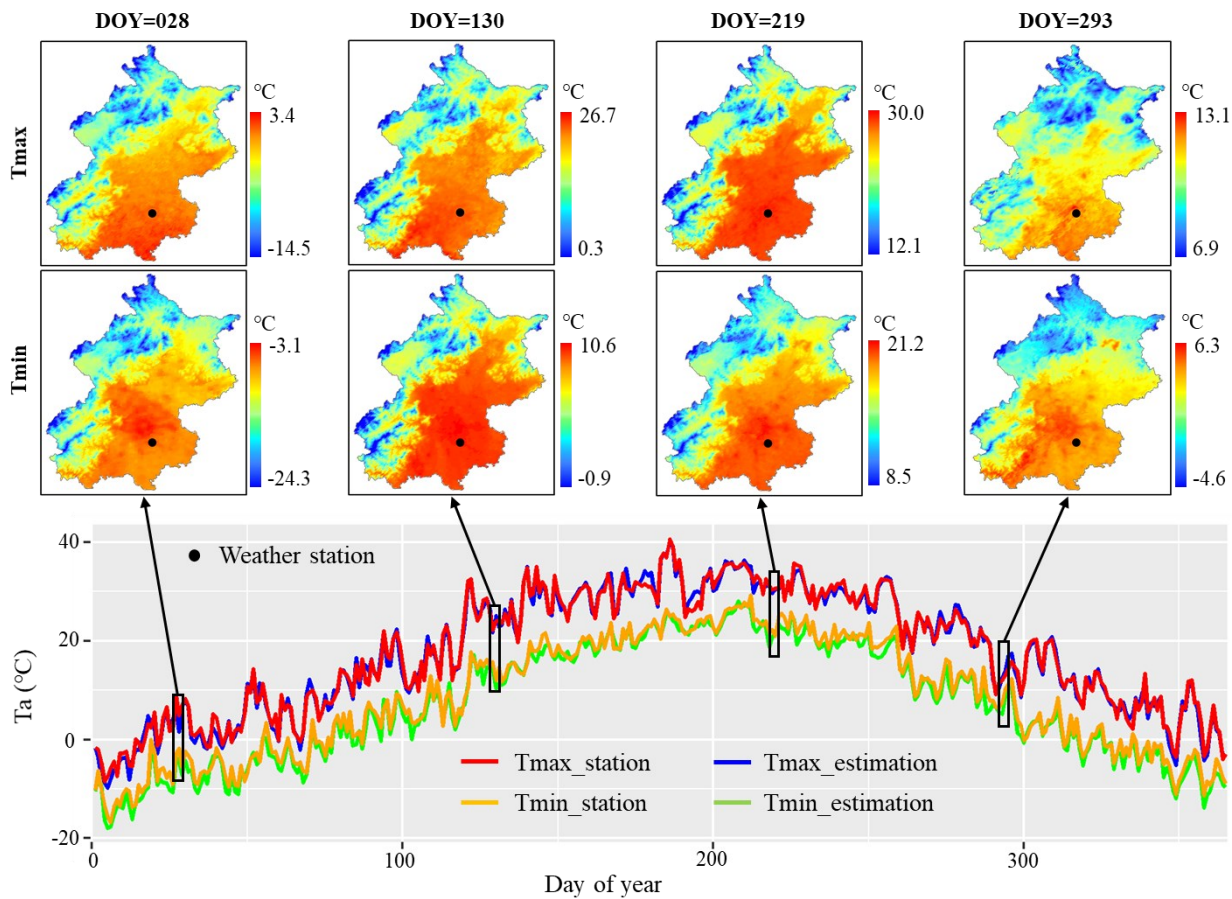 DOY=028 DOY=130 DOY=219 DOY=293
Tmax
°C
3.4
-14.5
°C
26.7
0.3
°C
30.0
12.1
°C
13.1
6.9
Tmin
°C
-3.1
-24.3
°C
10.6
-0.9
°C
21.2
8.5
°C
6.3
-4.6
Ta (°C)
40
20
0
-20
Weather station
Tmax_station Tmax_estimation
Tmin_station Tmin_estimation
0 100 200 300
Day of year